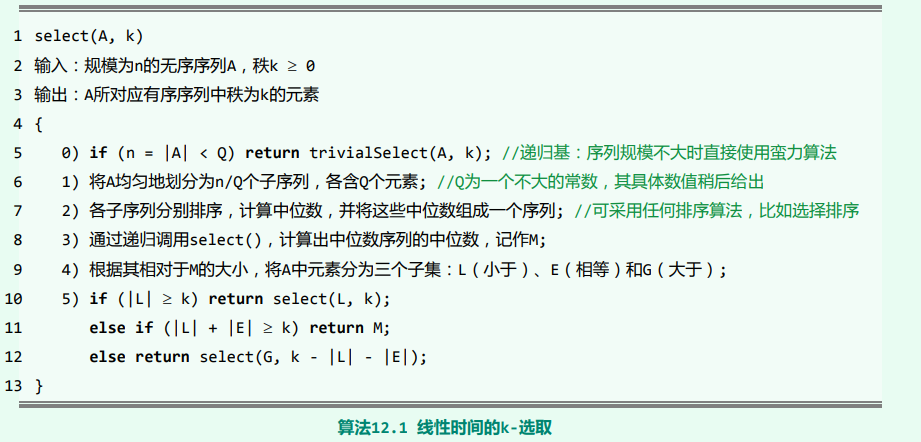 1 select(A, k)
2 输入：规模为n的无序序列A，秩k ≥ 0
3 输出：A所对应有序序列中秩为k的元素
4 {
5 0) if (n = |A| < Q) return trivialSelect(A, k); //递归基：序列规模不大时直接使用蛮力算法
6 1) 将A均匀地划分为n/Q个子序列，各含Q个元素; //Q为一个不大的常数，其具体数值稍后给出
7 2) 各子序列分别排序，计算中位数，并将这些中位数组成一个序列; //可采用任何排序算法，比如选择排序
8 3) 通过递归调用select()，计算出中位数序列的中位数，记作M;
9 4) 根据其相对于M的大小，将A中元素分为三个子集：L（小于）、E（相等）和G（大于）;
10 5) if (|L| ≥ k) return select(L, k);
11 else if (|L| + |E| ≥ k) return M;
12 else return select(G, k - |L| - |E|);
13 }
算法12.1 线性时间的k-选取